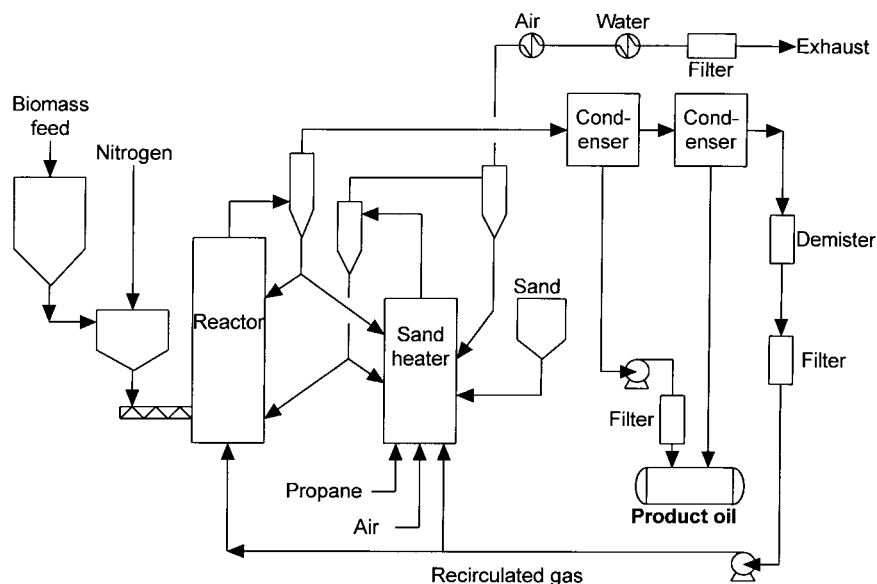 Air
Water
Filter
Exhaust
Biomass
feed
Nitrogen
Cond-
enser
Cond-
enser
Demister
Reactor
Sand
heater
Sand
Filter
Filter
Propane
Air
Product oil
Recirculated gas